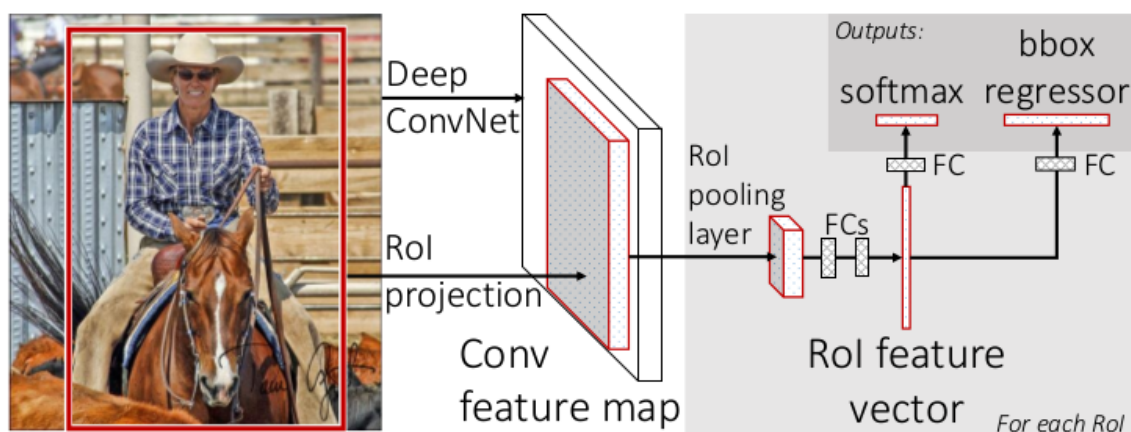 Deep
ConvNet
RoI
projection
Conv
feature map
RoI
pooling
layer
FCs
RoI feature
vector
For each RoI
Outputs:
softmax
bbox
regressor
FC
FC